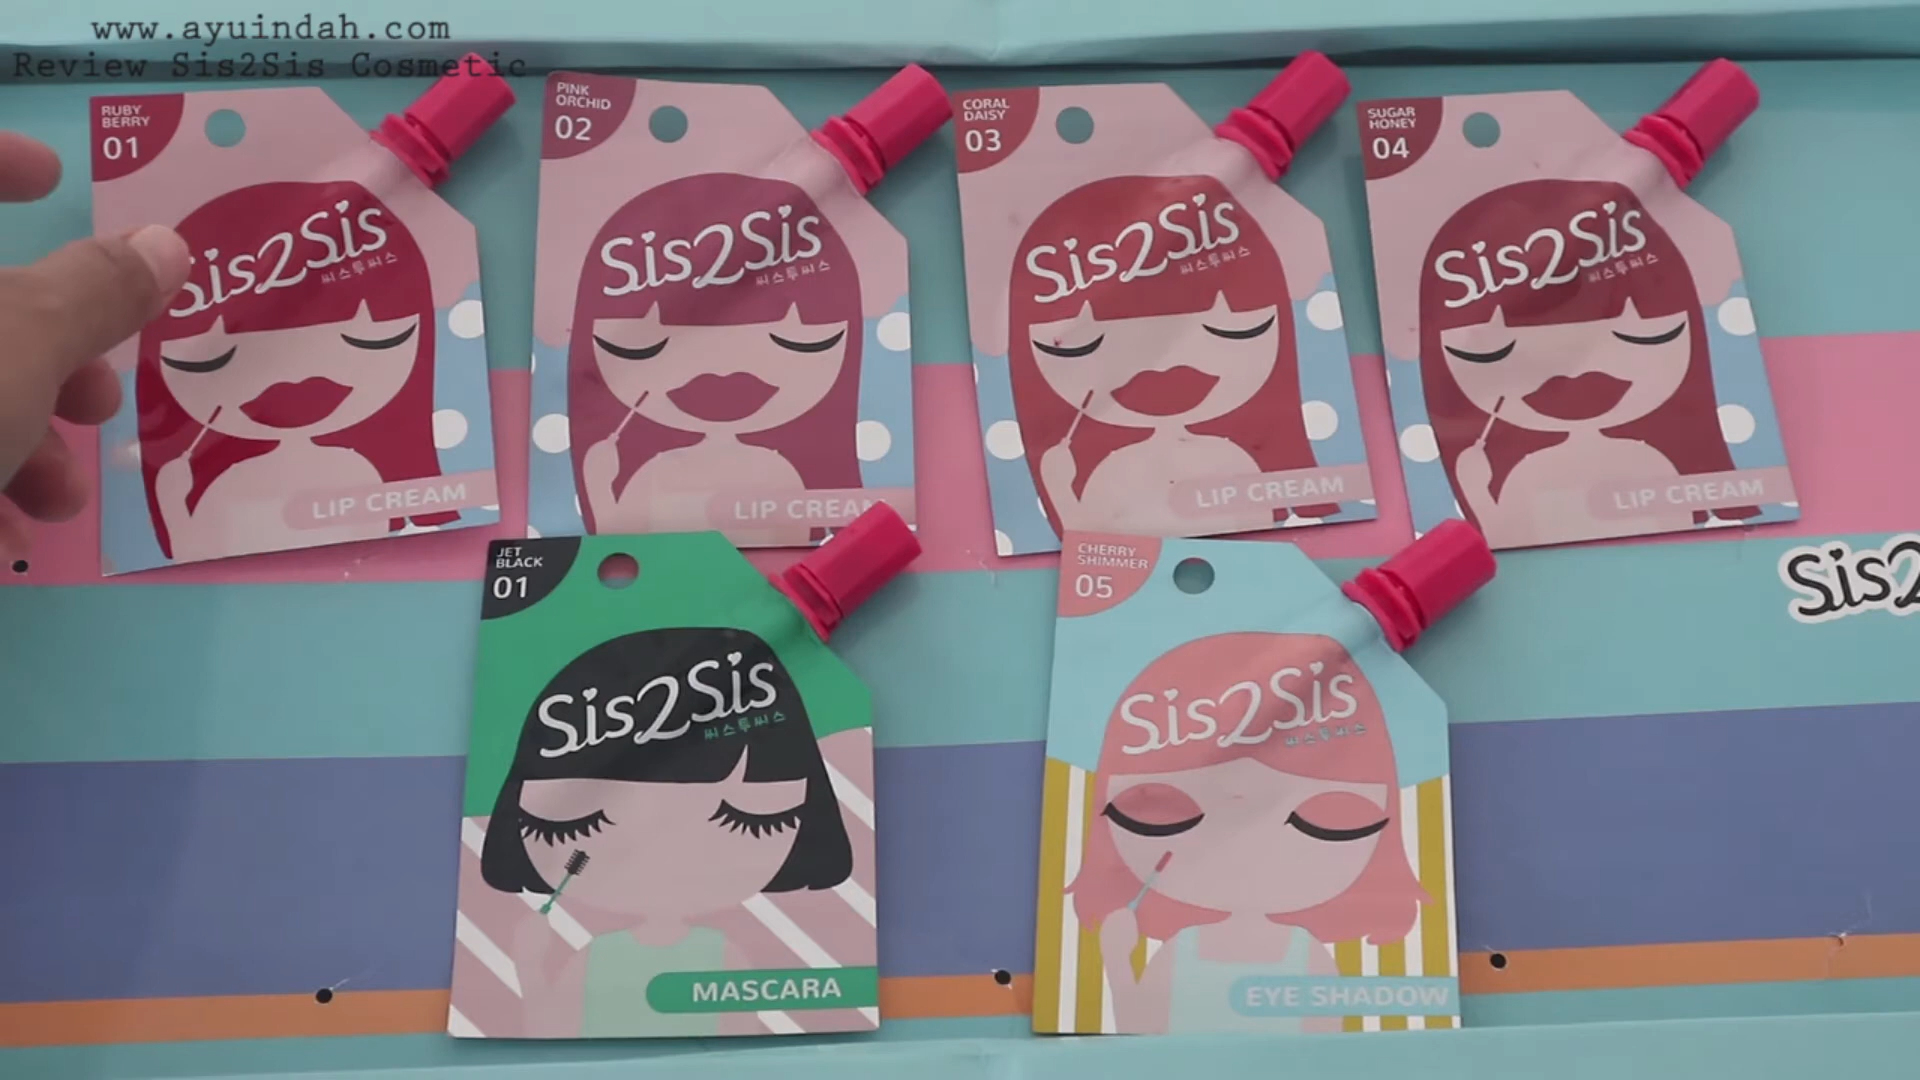 www.ayuindah.com
Review Sis2Sis Cosmetic
RUBY
BERRY
01
Sis2Sis
씨스투씨스
LIP CREAM
PINK
ORCHID
02
Sis2Sis
씨스투씨스
LIP CREAM
CORAL
DAISY
03
Sis2Sis
씨스투씨스
LIP CREAM
SUGAR
HONEY
04
Sis2Sis
씨스투씨스
LIP CREAM
JET
BLACK
01
Sis2Sis
씨스투씨스
MASCARA
CHERRY
SHIMMER
05
Sis2Sis
씨스투씨스
EYE SHADOW
Sis2